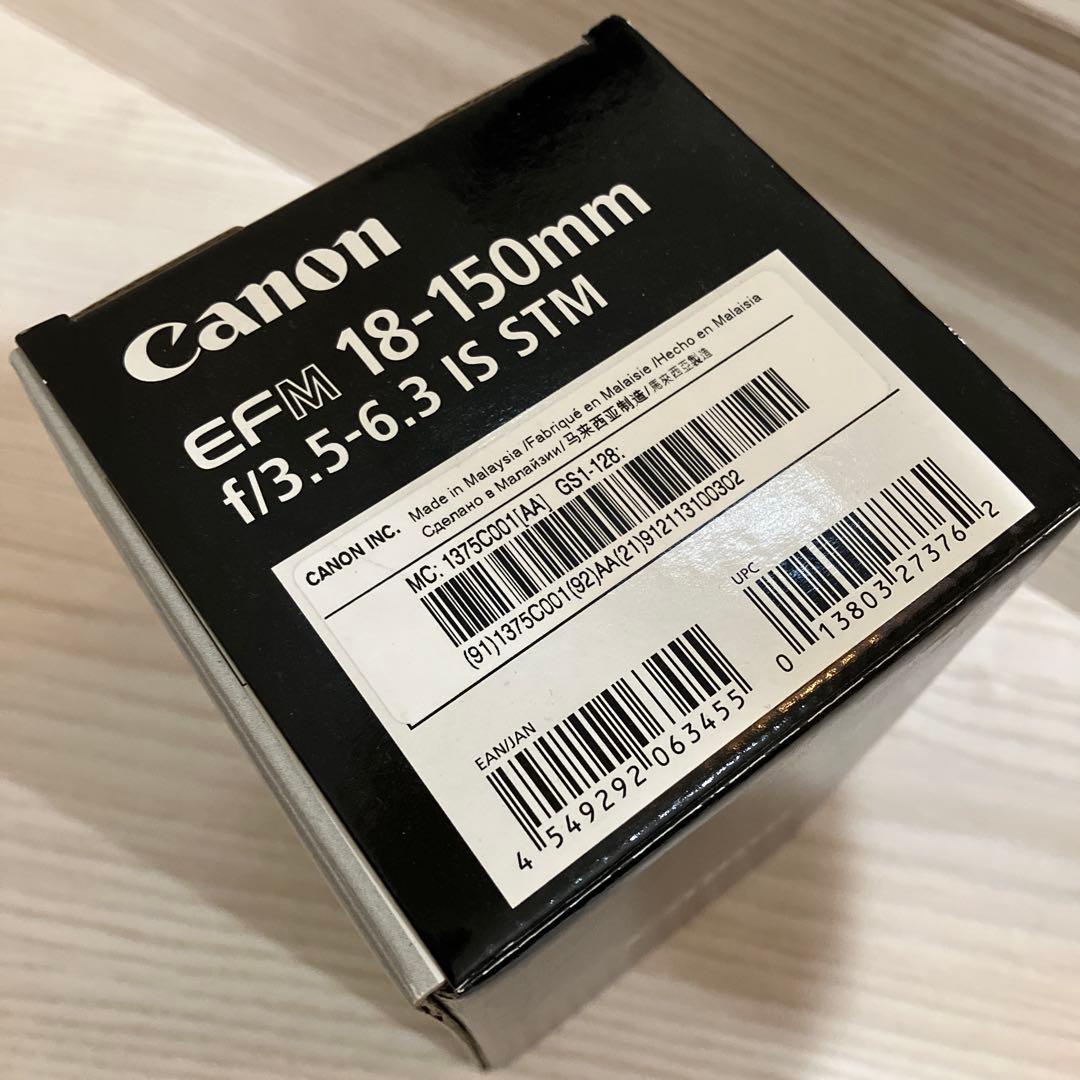 Canon
EFM 18-150mm
f/3.5-6.3 IS STM
CANON INC. Made in Malaysia /Fabriqué en Malaisie /Hecho en Malaisia
Сделано в Малайзии/ 马来西亚制造/ 馬來西亞製造
MC: 1375C001[AA] GS1-128:
(91)1375C001(92)AA(21)912113100302
UPC
0 13803 27376 2
EAN/JAN
4 549292 063455